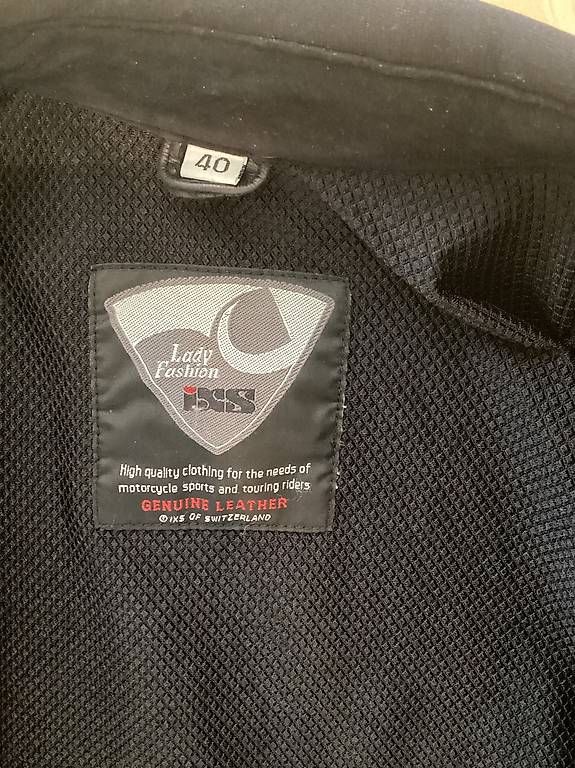 40
Lady
Fashion
iXS
High quality clothing for the needs of
motorcycle sports and touring riders
GENUINE LEATHER
© IXS OF SWITZERLAND